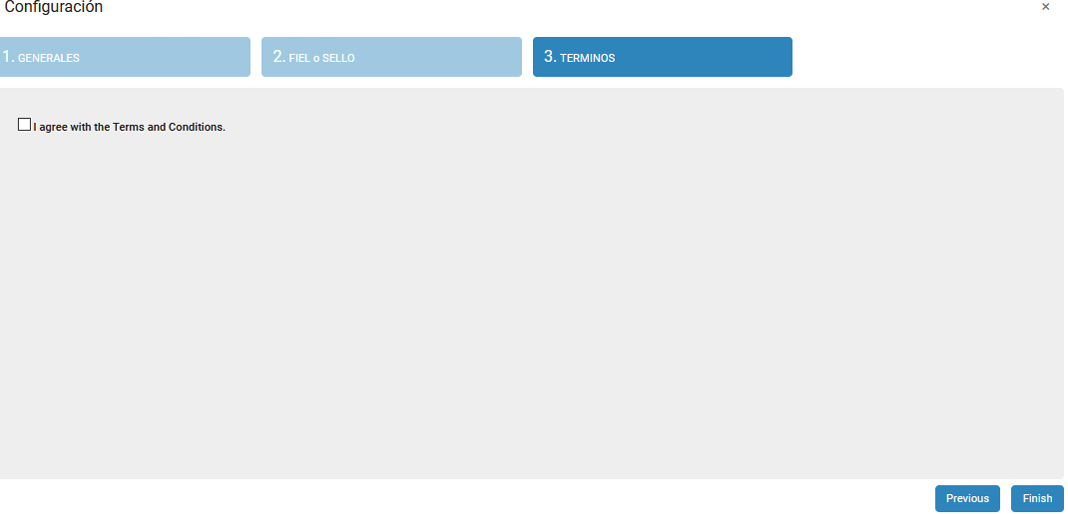 Configuración
×
1. GENERALES
2. FIEL o SELLO
3. TERMINOS
I agree with the Terms and Conditions.
Previous
Finish